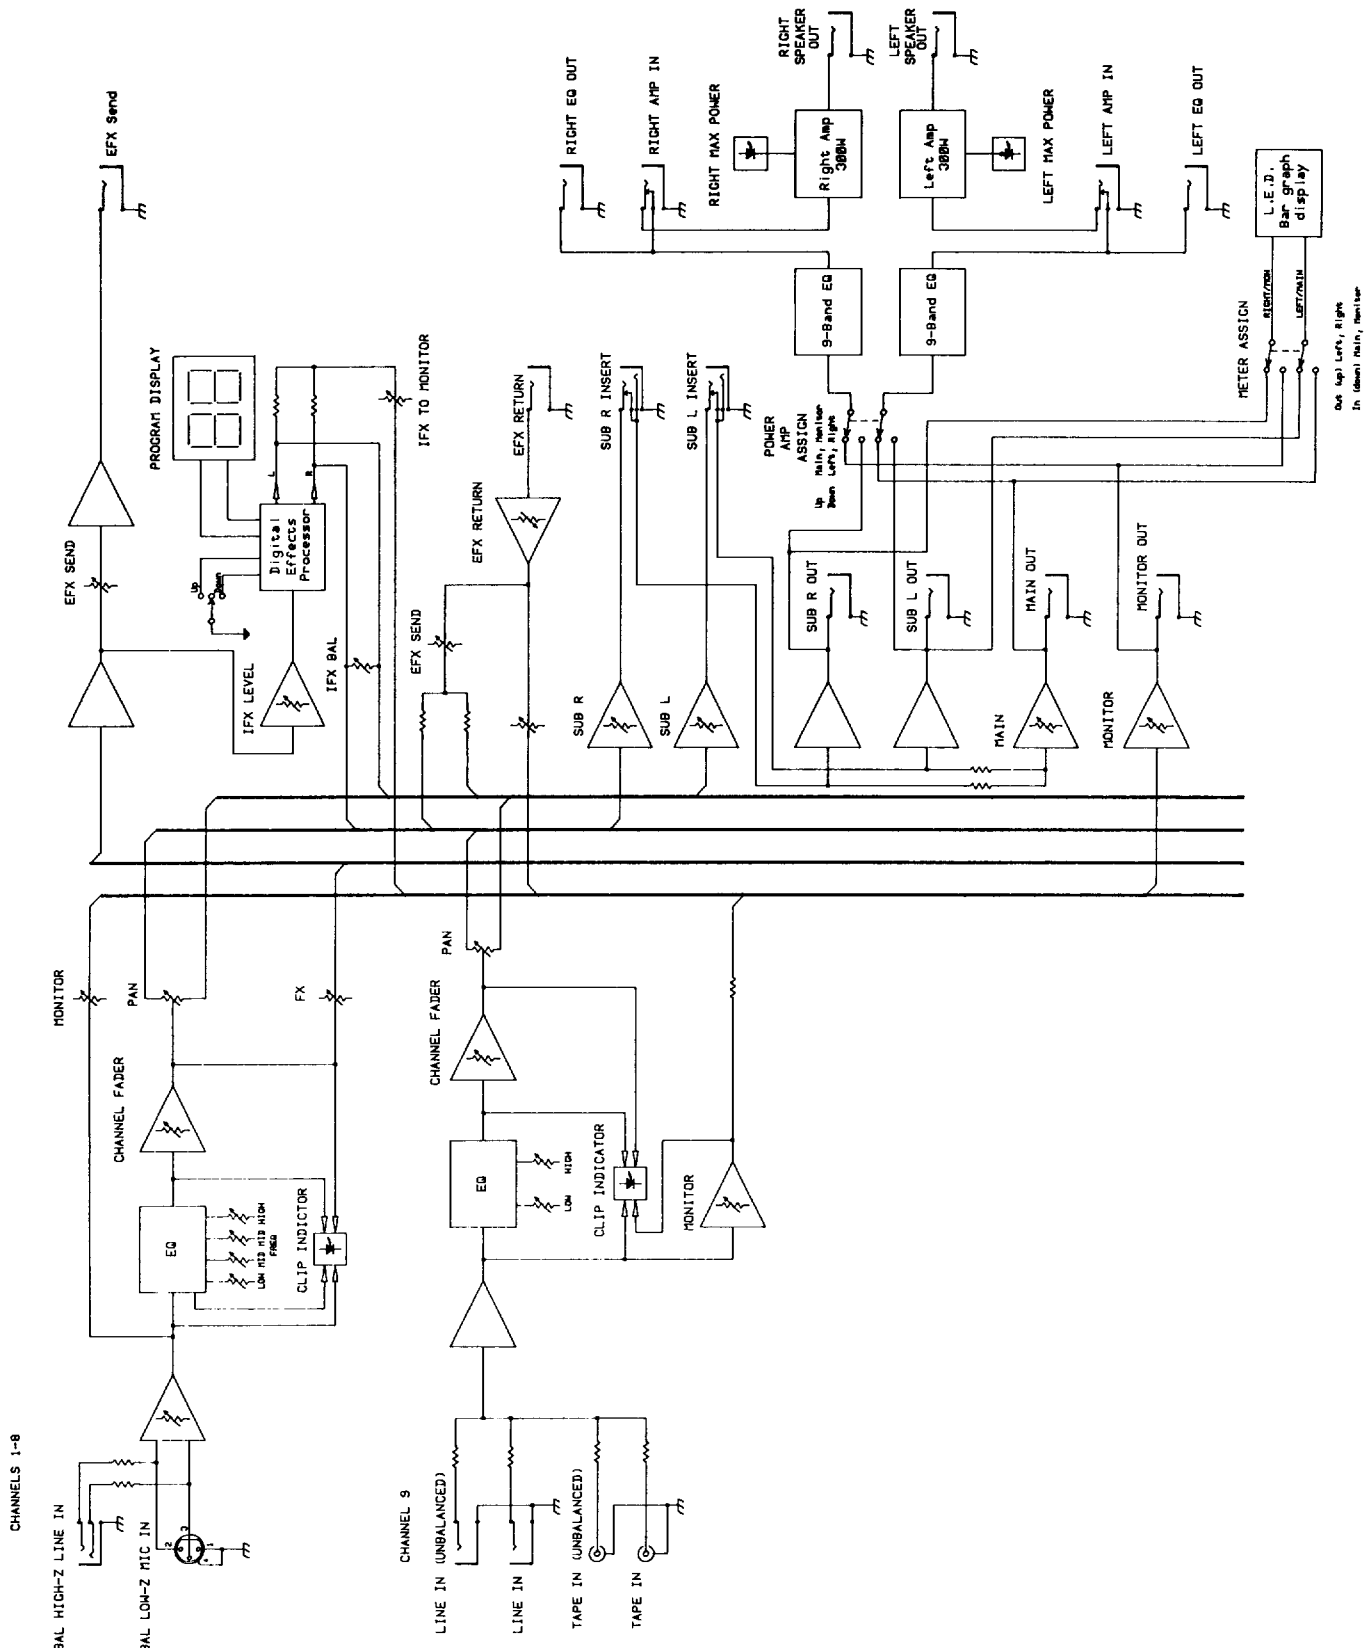 CHANNELS 1-8
BAL HIGH-Z LINE IN
BAL LOW-Z MIC IN
2
3
1
MONITOR
PAN
FX
CHANNEL FADER
EQ
LOW
MID
MID FREQ
HIGH
CLIP INDICTOR
EFX SEND
EFX Send
PROGRAM DISPLAY
Up
Down
Digital
Effects
Processor
L
R
IFX LEVEL
IFX BAL
IFX TO MONITOR
CHANNEL 9
LINE IN (UNBALANCED)
LINE IN
TAPE IN (UNBALANCED)
TAPE IN
EQ
LOW
HIGH
CLIP INDICATOR
MONITOR
CHANNEL FADER
PAN
EFX SEND
EFX RETURN
EFX RETURN
SUB R
SUB L
SUB R INSERT
SUB L INSERT
SUB R OUT
SUB L OUT
MAIN
MAIN OUT
MONITOR
MONITOR OUT
POWER
AMP
ASSIGN
Up Main, Monitor
Down Left, Right
9-Band EQ
9-Band EQ
RIGHT EQ OUT
RIGHT AMP IN
RIGHT MAX POWER
Right Amp
300W
RIGHT
SPEAKER
OUT
Left Amp
300W
LEFT
SPEAKER
OUT
LEFT MAX POWER
LEFT AMP IN
LEFT EQ OUT
L.E.D.
Bar graph
display
RIGHT/MON
LEFT/MAIN
METER ASSIGN
Out (up) Left, Right
In (down) Main, Monitor